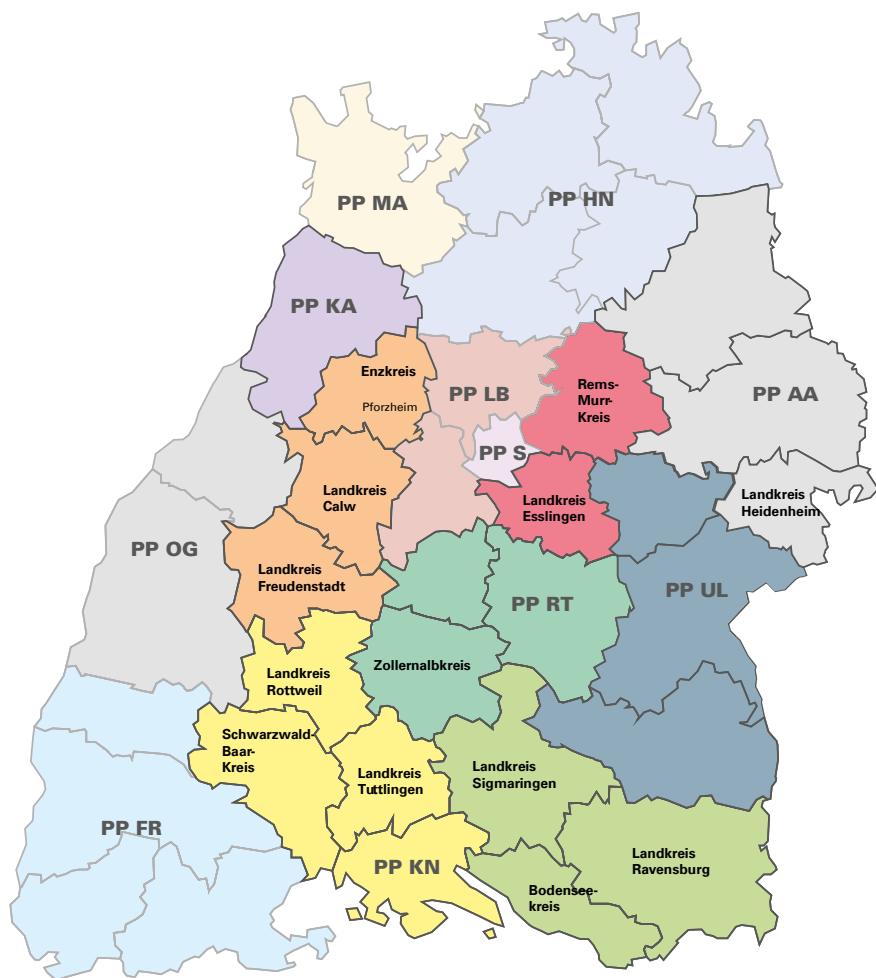 PP MA
PP HN
PP KA
Enzkreis
Pforzheim
PP LB
Rems-
Murr-
Kreis
PP AA
PP S
Landkreis
Calw
Landkreis
Esslingen
Landkreis
Heidenheim
PP OG
Landkreis
Freudenstadt
PP RT
PP UL
Zollernalbkreis
Landkreis
Rottweil
Schwarzwald-
Baar-
Kreis
Landkreis
Tuttlingen
Landkreis
Sigmaringen
PP FR
PP KN
Landkreis
Ravensburg
Bodensee-
kreis